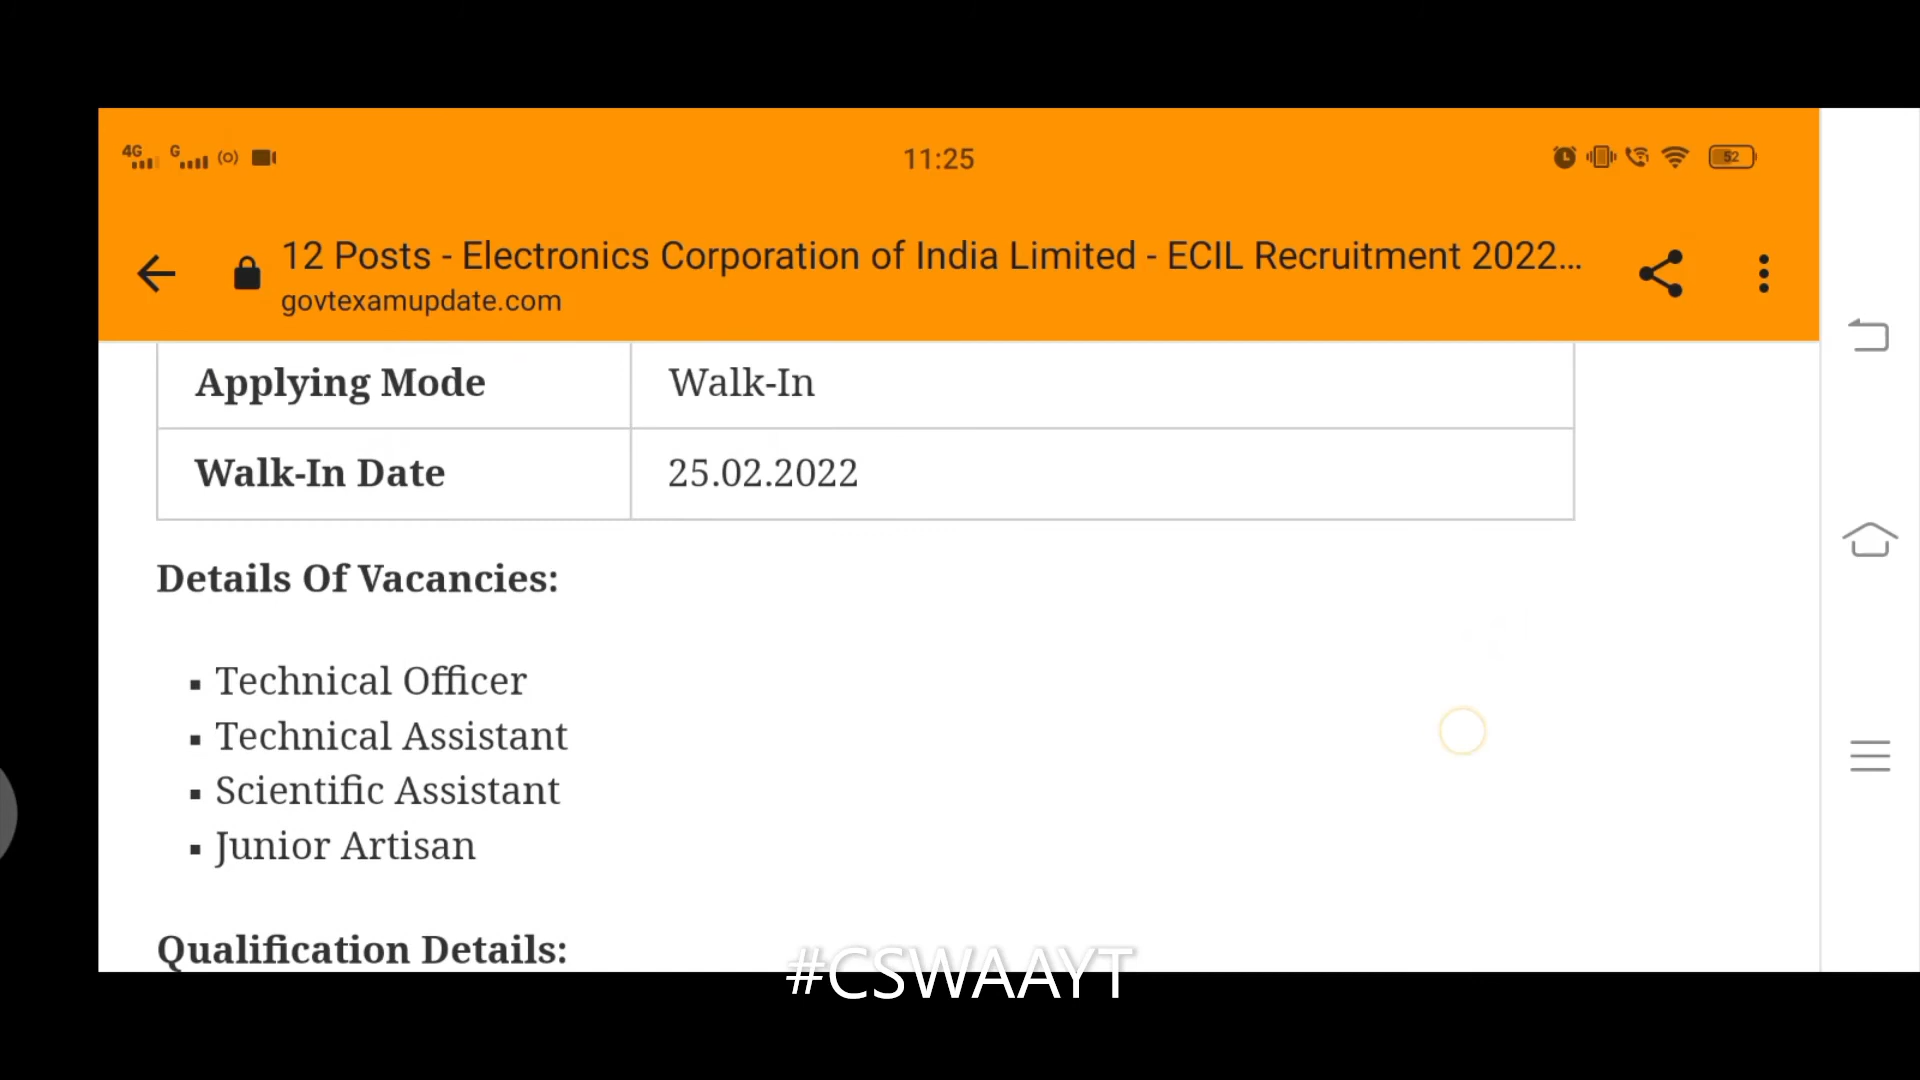 4G G 11:25 52
12 Posts - Electronics Corporation of India Limited - ECIL Recruitment 2022...
govtexamupdate.com
Applying Mode Walk-In
Walk-In Date 25.02.2022
Details Of Vacancies:
▪ Technical Officer
▪ Technical Assistant
▪ Scientific Assistant
▪ Junior Artisan
Qualification Details:
#CSWAAYT